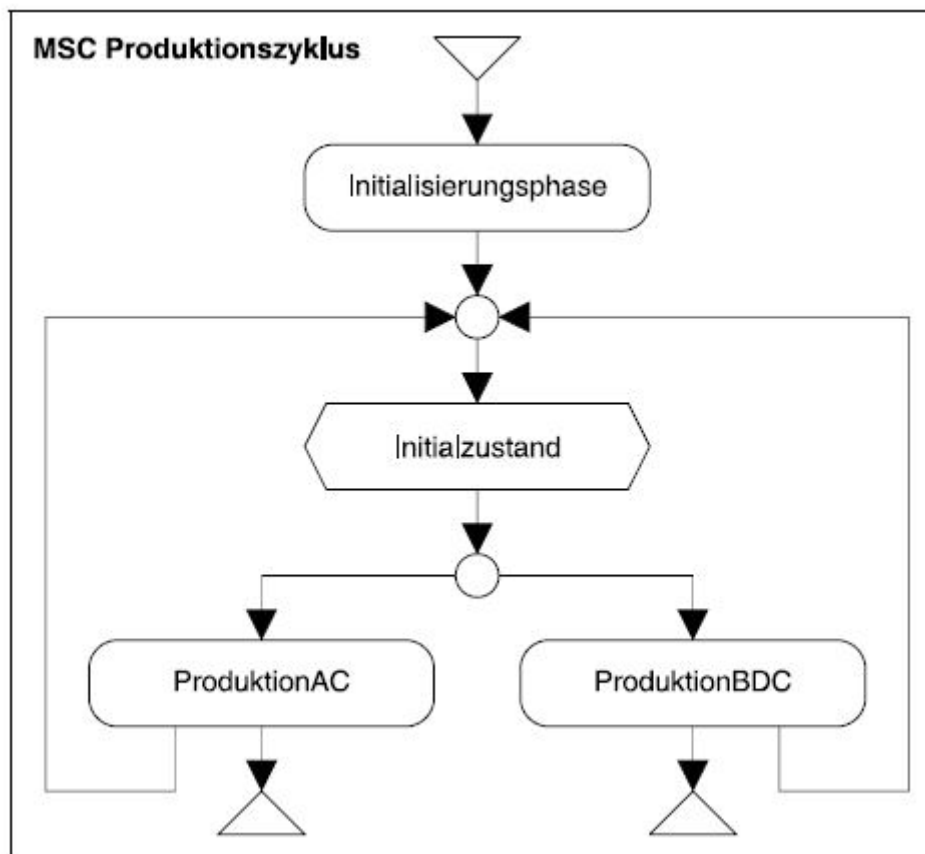 MSC Produktionszyklus
Initialisierungsphase
Initialzustand
ProduktionAC
ProduktionBDC